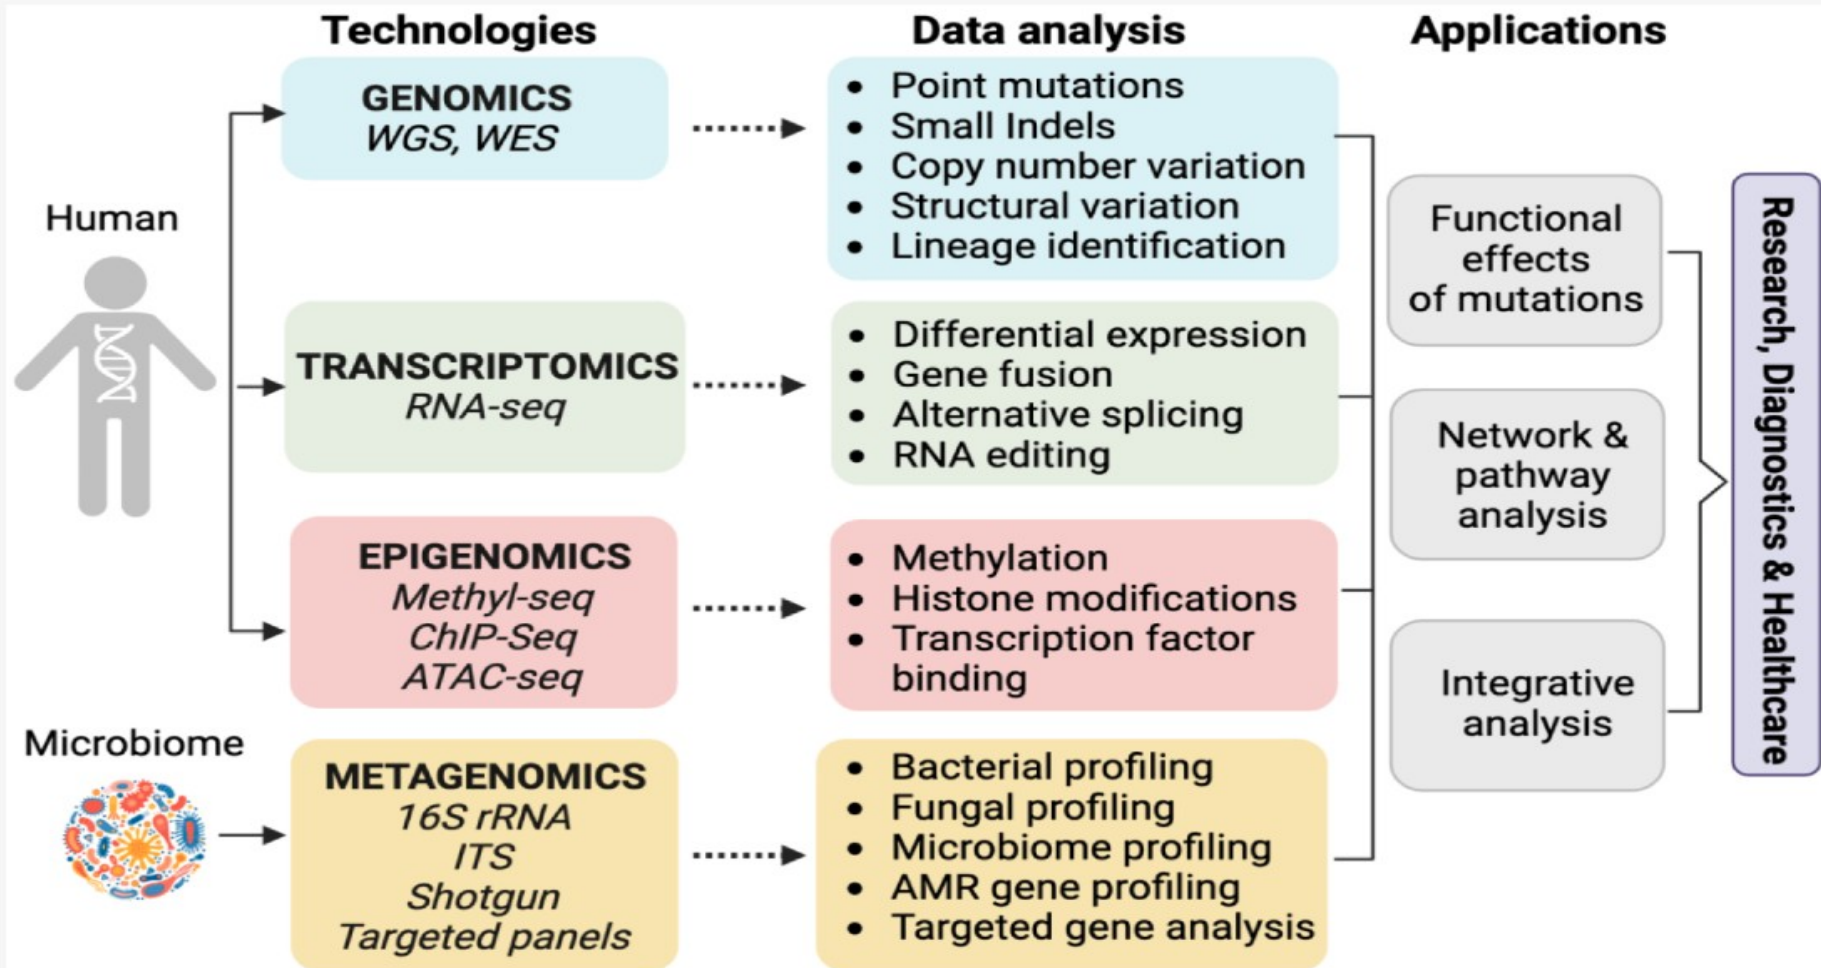 Technologies
Data analysis
Applications
Human
GENOMICS
WGS, WES
• Point mutations
• Small Indels
• Copy number variation
• Structural variation
• Lineage identification
TRANSCRIPTOMICS
RNA-seq
• Differential expression
• Gene fusion
• Alternative splicing
• RNA editing
EPIGENOMICS
Methyl-seq
ChIP-Seq
ATAC-seq
• Methylation
• Histone modifications
• Transcription factor
binding
Microbiome
METAGENOMICS
16S rRNA
ITS
Shotgun
Targeted panels
• Bacterial profiling
• Fungal profiling
• Microbiome profiling
• AMR gene profiling
• Targeted gene analysis
Functional
effects
of mutations
Network &
pathway
analysis
Integrative
analysis
Research, Diagnostics & Healthcare